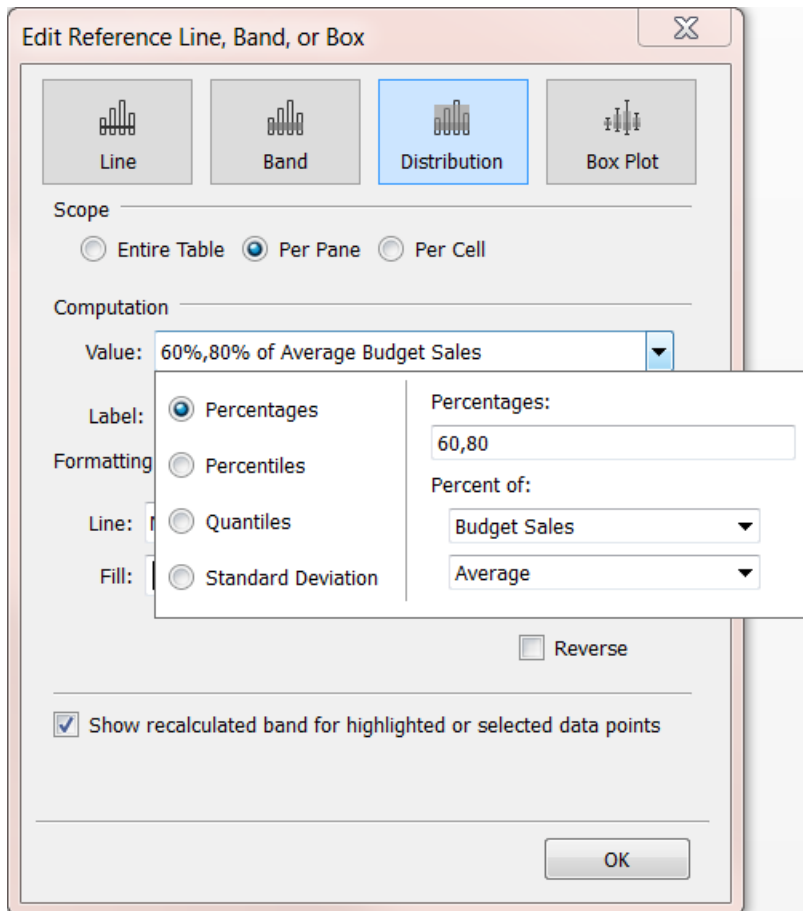 Edit Reference Line, Band, or Box
Line Band Distribution Box Plot
Scope
Entire Table Per Pane Per Cell
Computation
Value: 60%,80% of Average Budget Sales
Label:
Formatting
Line:
Fill:
Percentages
Percentiles
Quantiles
Standard Deviation
Percentages:
60,80
Percent of:
Budget Sales
Average
Reverse
Show recalculated band for highlighted or selected data points
OK